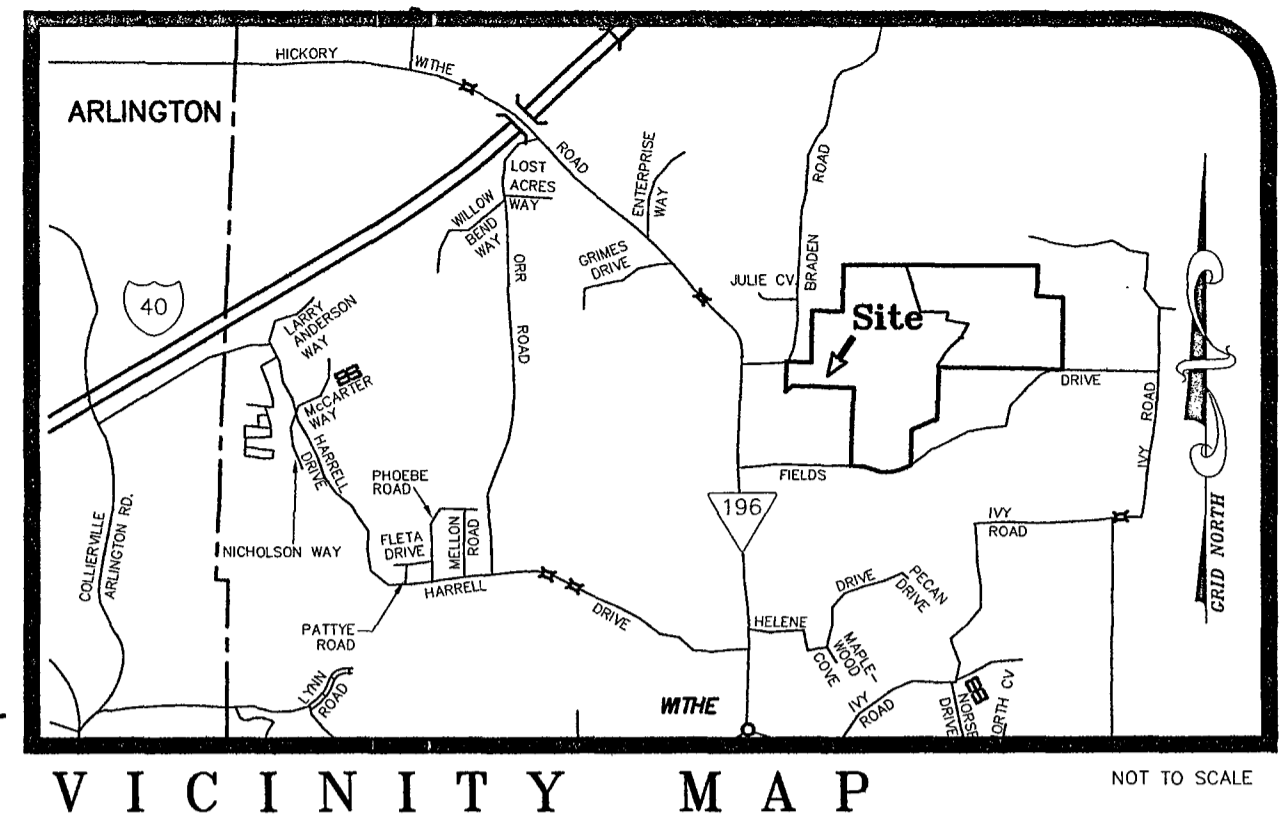 HICKORY
WITHE
ROAD
ARLINGTON
40
LOST
ACRES
WAY
WILLOW
BEND
WAY
ENTERPRISE
WAY
GRIMES
DRIVE
ORR
ROAD
BRADEN
ROAD
JULIE CV.
Site
LARRY
ANDERSON
WAY
McCARTER
WAY
HARRELL
DRIVE
NICHOLSON WAY
PHOEBE
ROAD
FLETA
DRIVE
MELLON
ROAD
PATTYE
ROAD
HARRELL
DRIVE
COLLIERVILLE
ARLINGTON RD.
LYNN
ROAD
FIELDS
DRIVE
196
IVY
ROAD
IVY
ROAD
HELENE
COVE
MAPLE-
WOOD
DRIVE
PECAN
DRIVE
IVY
ROAD
NORSE
DRIVE
ORTH CV
WITHE
GRID NORTH
VICINITY MAP
NOT TO SCALE